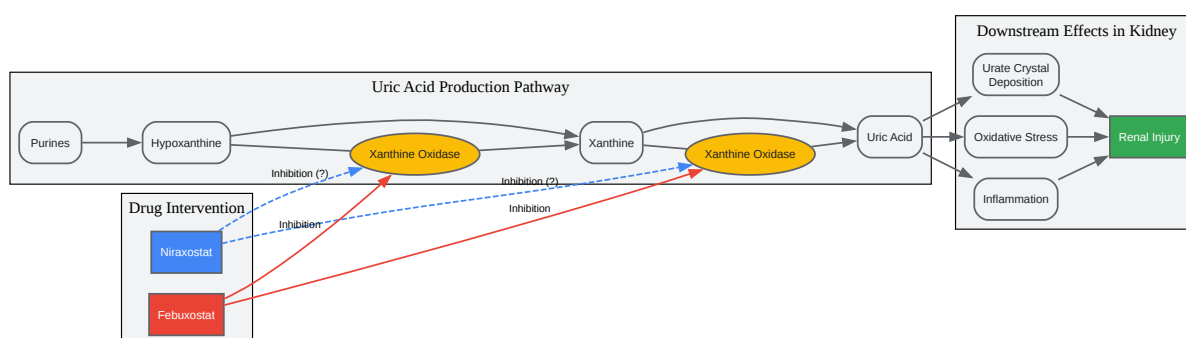 Downstream Effects in Kidney
Urate Crystal
Deposition
Uric Acid Production Pathway
Purines
Hypoxanthine
Xanthine Oxidase
Xanthine
Xanthine Oxidase
Uric Acid
Oxidative Stress
Renal Injury
Inflammation
Inhibition (?)
Inhibition (?)
Inhibition
Inhibition
Drug Intervention
Niraxostat
Febuxostat